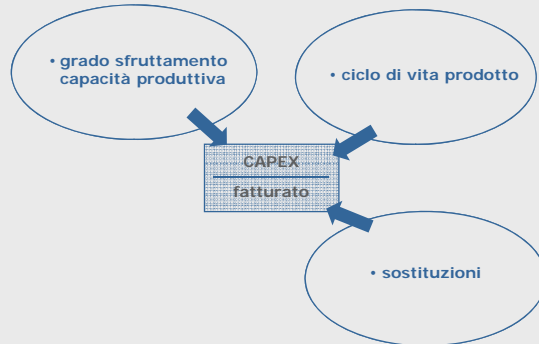 • grado sfruttamento
capacità produttiva
• ciclo di vita prodotto
CAPEX
fatturato
• sostituzioni